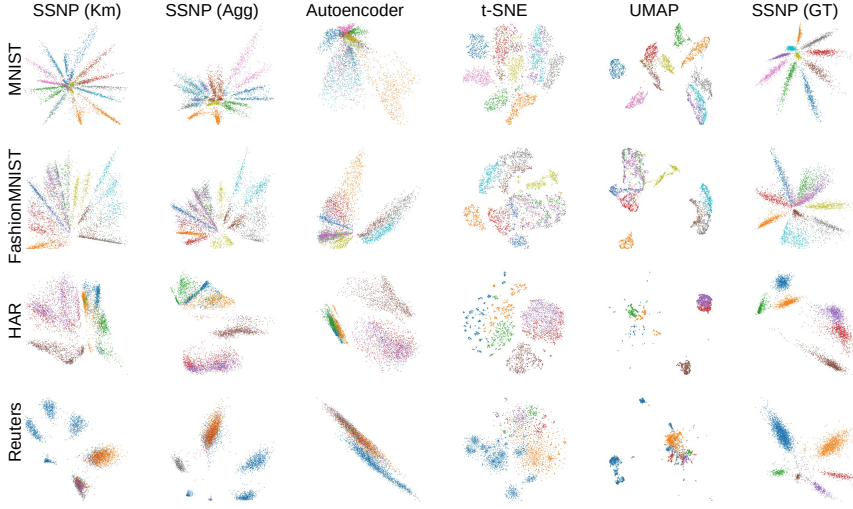 SSNP (Km) SSNP (Agg) Autoencoder t-SNE UMAP SSNP (GT)
MNIST
FashionMNIST
HAR
Reuters